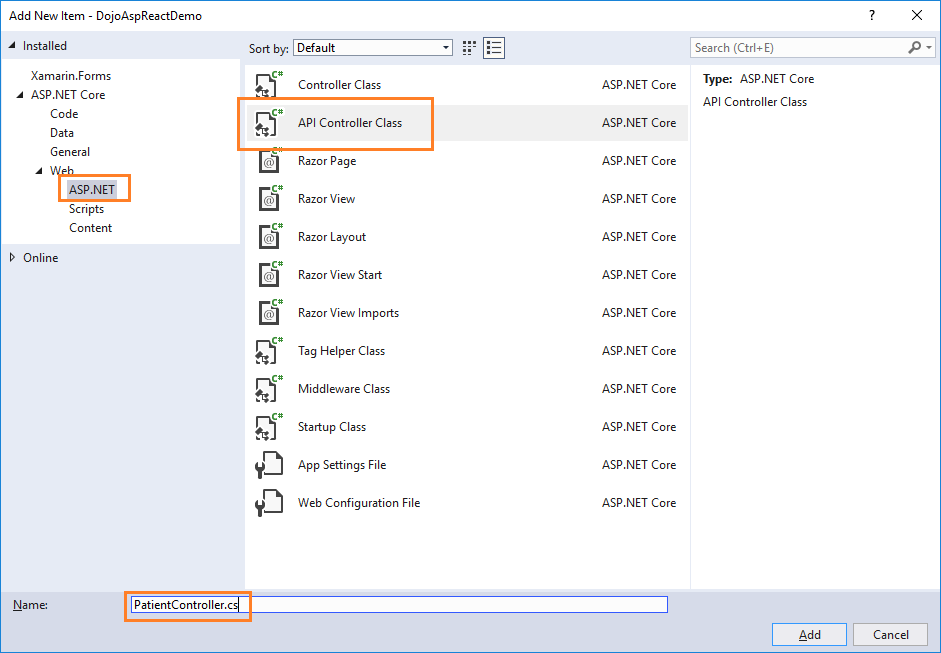 Add New Item - DojoAspReactDemo
?
Installed
Sort by: Default
Search (Ctrl+E)
Xamarin.Forms
ASP.NET Core
Code
Data
General
Web
ASP.NET
Scripts
Content
Online
C# Controller Class ASP.NET Core
C# API Controller Class ASP.NET Core
C# @ Razor Page ASP.NET Core
C# @ Razor View ASP.NET Core
C# @ Razor Layout ASP.NET Core
C# @ Razor View Start ASP.NET Core
C# @ Razor View Imports ASP.NET Core
C# Tag Helper Class ASP.NET Core
C# Middleware Class ASP.NET Core
C# Startup Class ASP.NET Core
App Settings File ASP.NET Core
Web Configuration File ASP.NET Core
Type: ASP.NET Core
API Controller Class
Name: PatientController.cs
Add Cancel